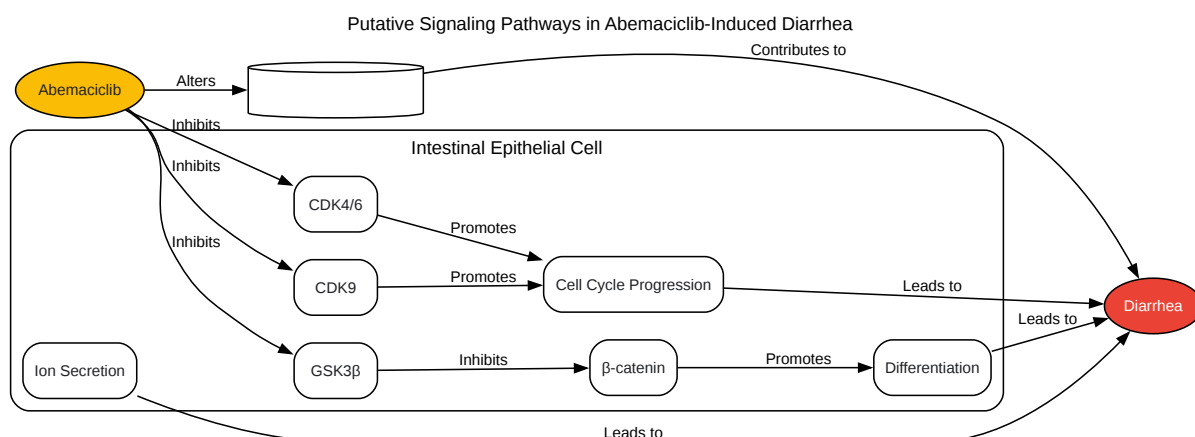 Putative Signaling Pathways in Abemaciclib-Induced Diarrhea
Contributes to
Abemaciclib
Alters
Inhibits
Intestinal Epithelial Cell
Inhibits
CDK4/6
Promotes
Inhibits
CDK9
Promotes
Cell Cycle Progression
Leads to
Diarrhea
Leads to
Ion Secretion
GSK3β
Inhibits
β-catenin
Promotes
Differentiation
Leads to